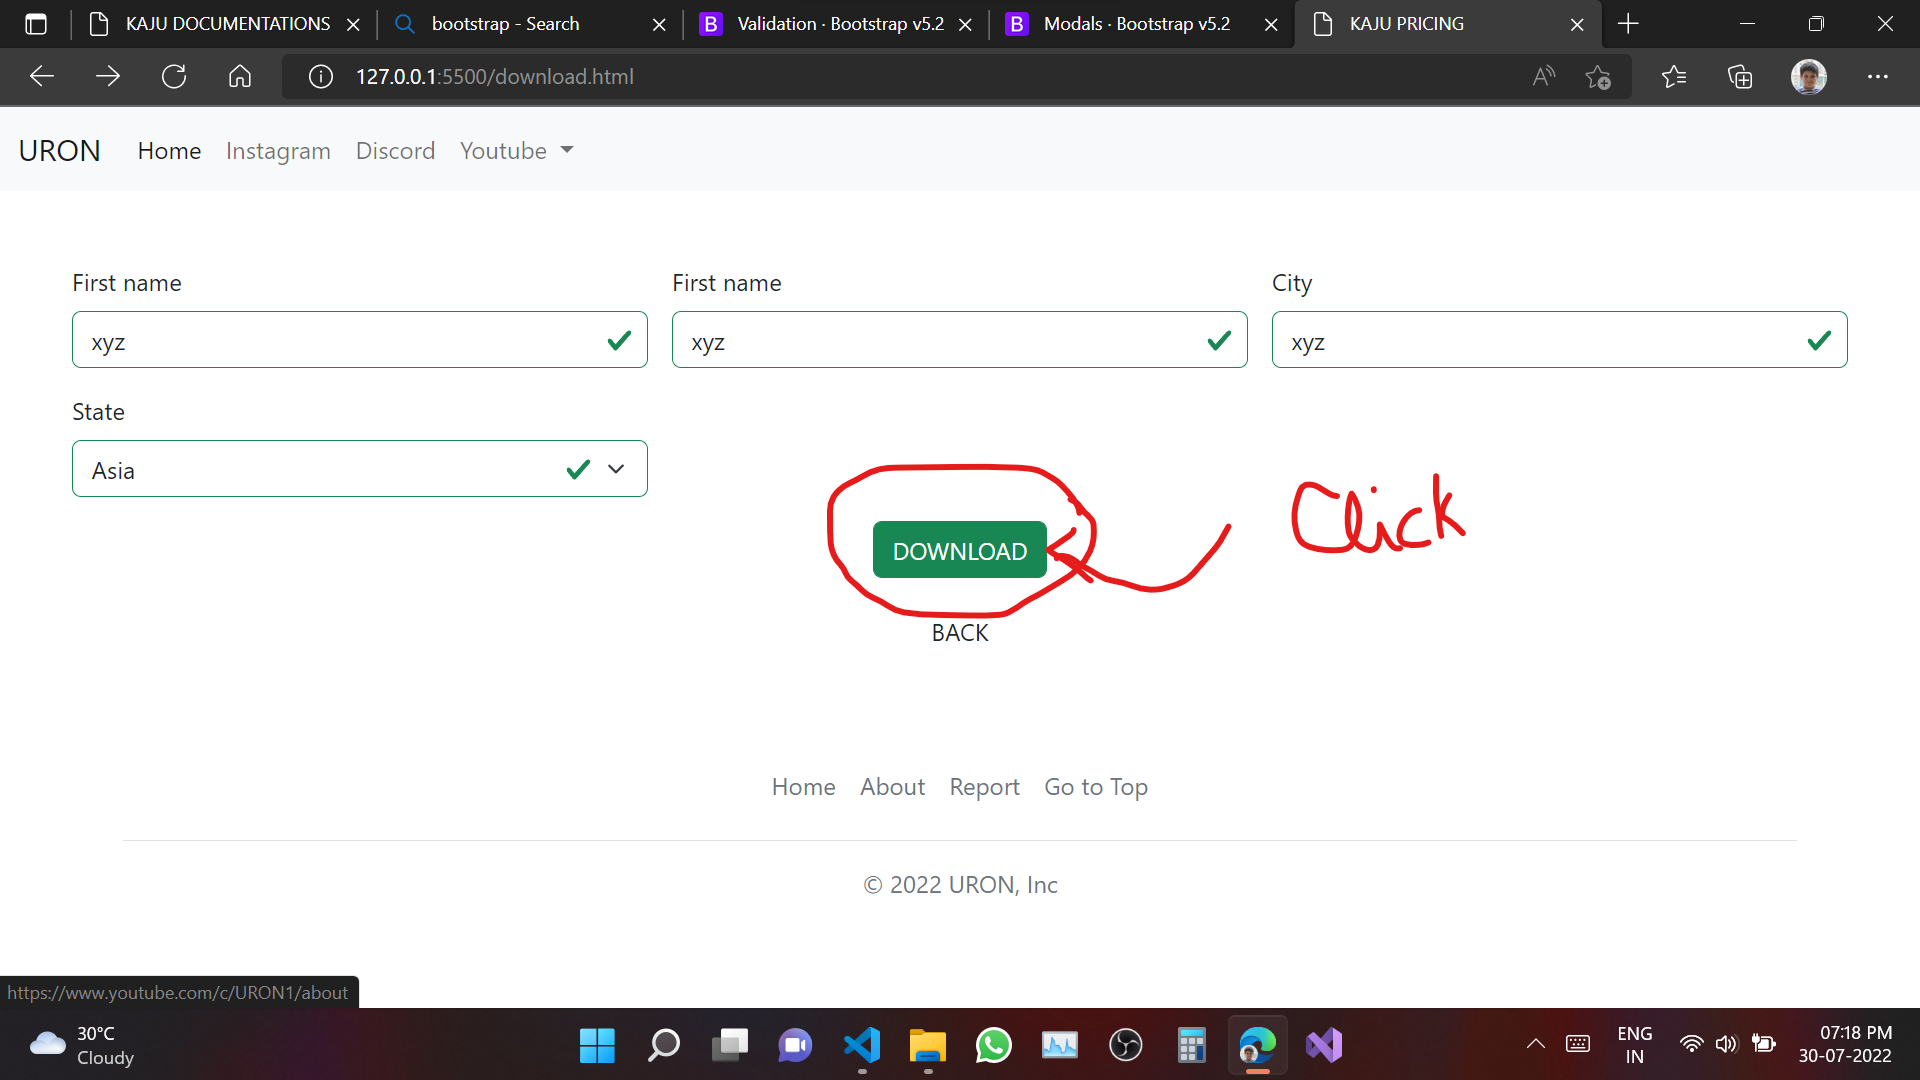 KAJU DOCUMENTATIONS
bootstrap - Search
B Validation · Bootstrap v5.2
B Modals · Bootstrap v5.2
KAJU PRICING
127.0.0.1:5500/download.html
URON Home Instagram Discord Youtube
First name First name City
xyz xyz xyz
State
Asia
Click
DOWNLOAD
BACK
Home About Report Go to Top
© 2022 URON, Inc
https://www.youtube.com/c/URON1/about
30°C
Cloudy
ENG
IN
07:18 PM
30-07-2022